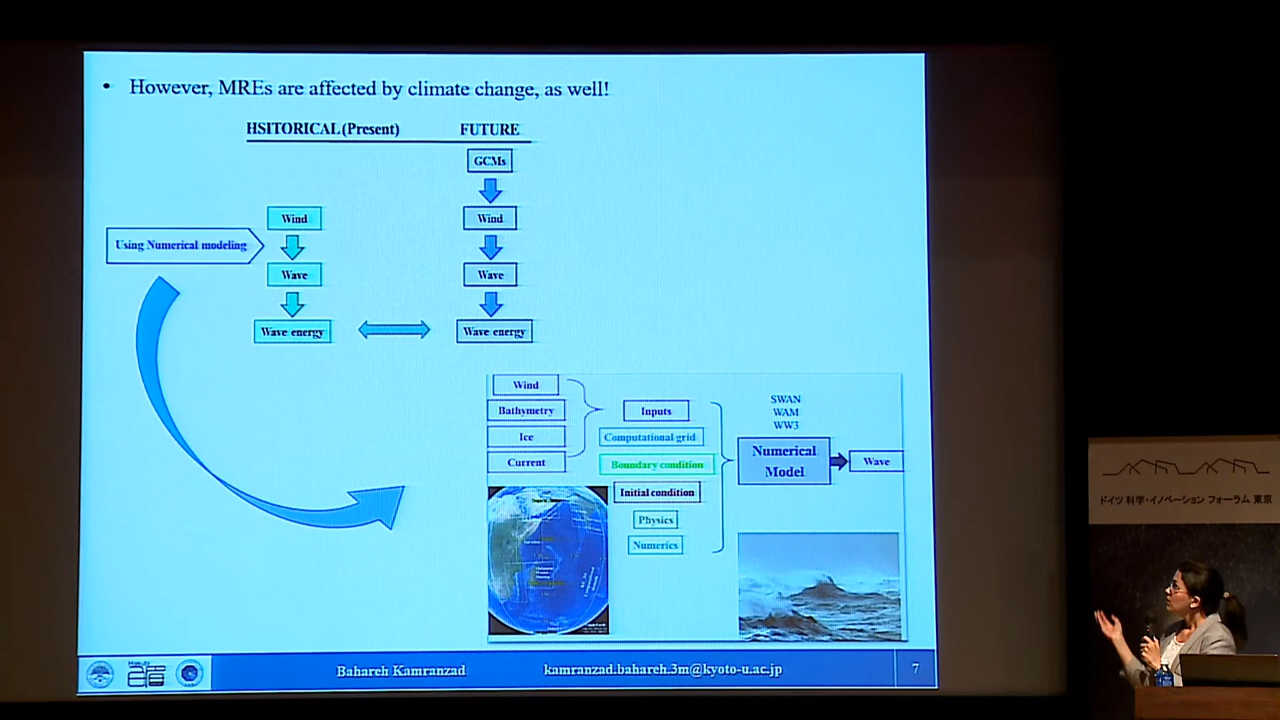 • However, MREs are affected by climate change, as well!
HSITORICAL (Present)
FUTURE
GCMs
Wind
Wind
Using Numerical modeling
Wave
Wave
Wave energy
Wave energy
Wind
Bathymetry
Ice
Current
Inputs
Computational grid
Boundary condition
Initial condition
Physics
Numerics
SWAN
WAM
WW3
Numerical
Model
Wave
Bahareh Kamranzad
kamranzad.bahareh.3m@kyoto-u.ac.jp
7
ドイツ 科学・イノベーション フォーラム 東京